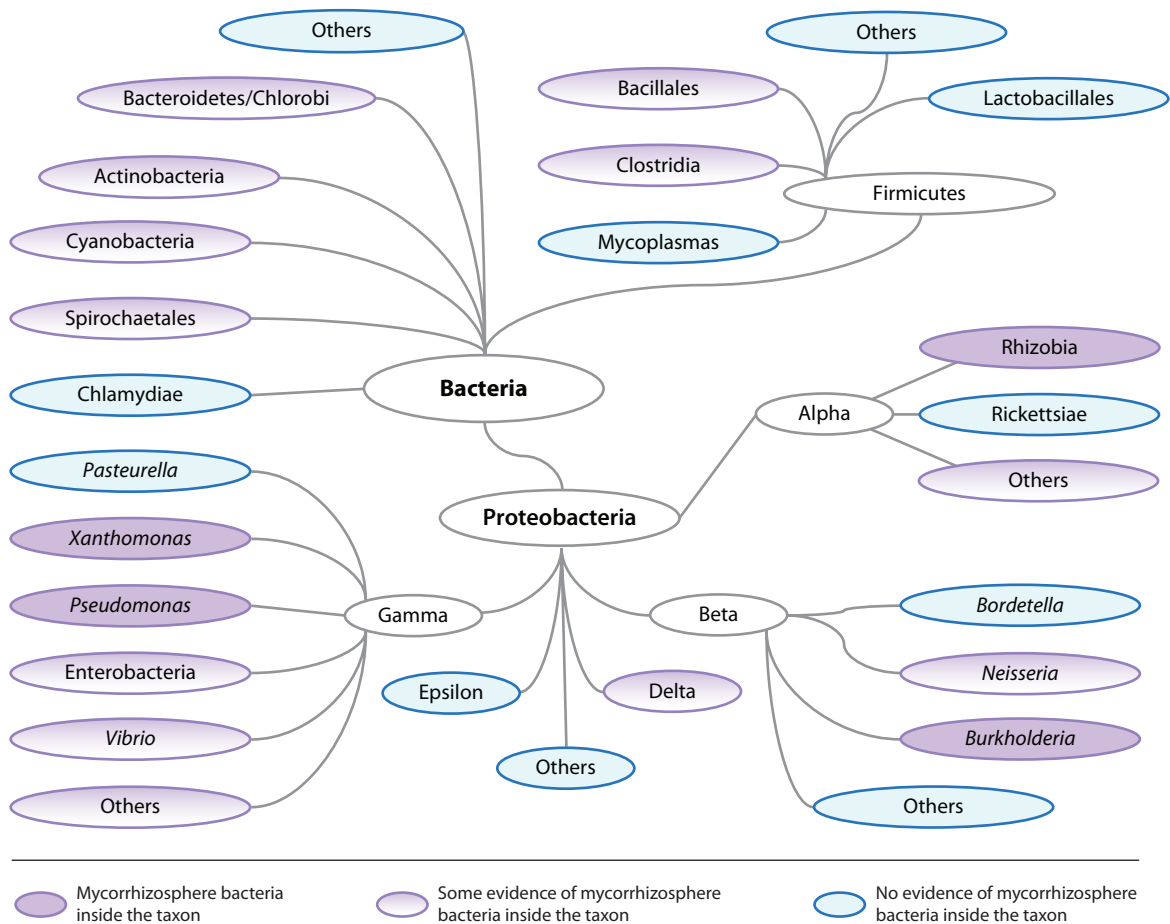 Others
Others
Bacteroidetes/Chlorobi
Bacillales
Lactobacillales
Actinobacteria
Clostridia
Firmicutes
Cyanobacteria
Mycoplasmas
Spirochaetales
Rhizobia
Chlamydiae
Bacteria
Alpha
Rickettsiae
Pasteurella
Others
Proteobacteria
Xanthomonas
Pseudomonas
Gamma
Beta
Bordetella
Enterobacteria
Epsilon
Delta
Neisseria
Vibrio
Burkholderia
Others
Others
Others
Mycorrhizosphere bacteria
inside the taxon
Some evidence of mycorrhizosphere
bacteria inside the taxon
No evidence of mycorrhizosphere
bacteria inside the taxon